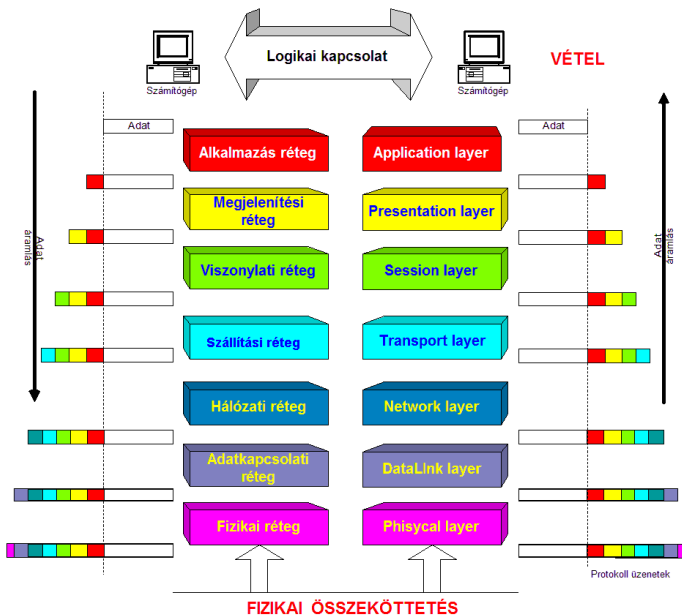 Logikai kapcsolat
VÉTEL
Számítógép
Számítógép
Adat
Adat
Alkalmazás réteg
Application layer
Megjelenítési
réteg
Presentation layer
Adat
áramlás
Adat
áramlás
Viszonylati réteg
Session layer
Szállítási réteg
Transport layer
Hálózati réteg
Network layer
Adatkapcsolati
réteg
DataLInk layer
Fizikai réteg
Phisycal layer
Protokoll üzenetek
FIZIKAI ÖSSZEKÖTTETÉS